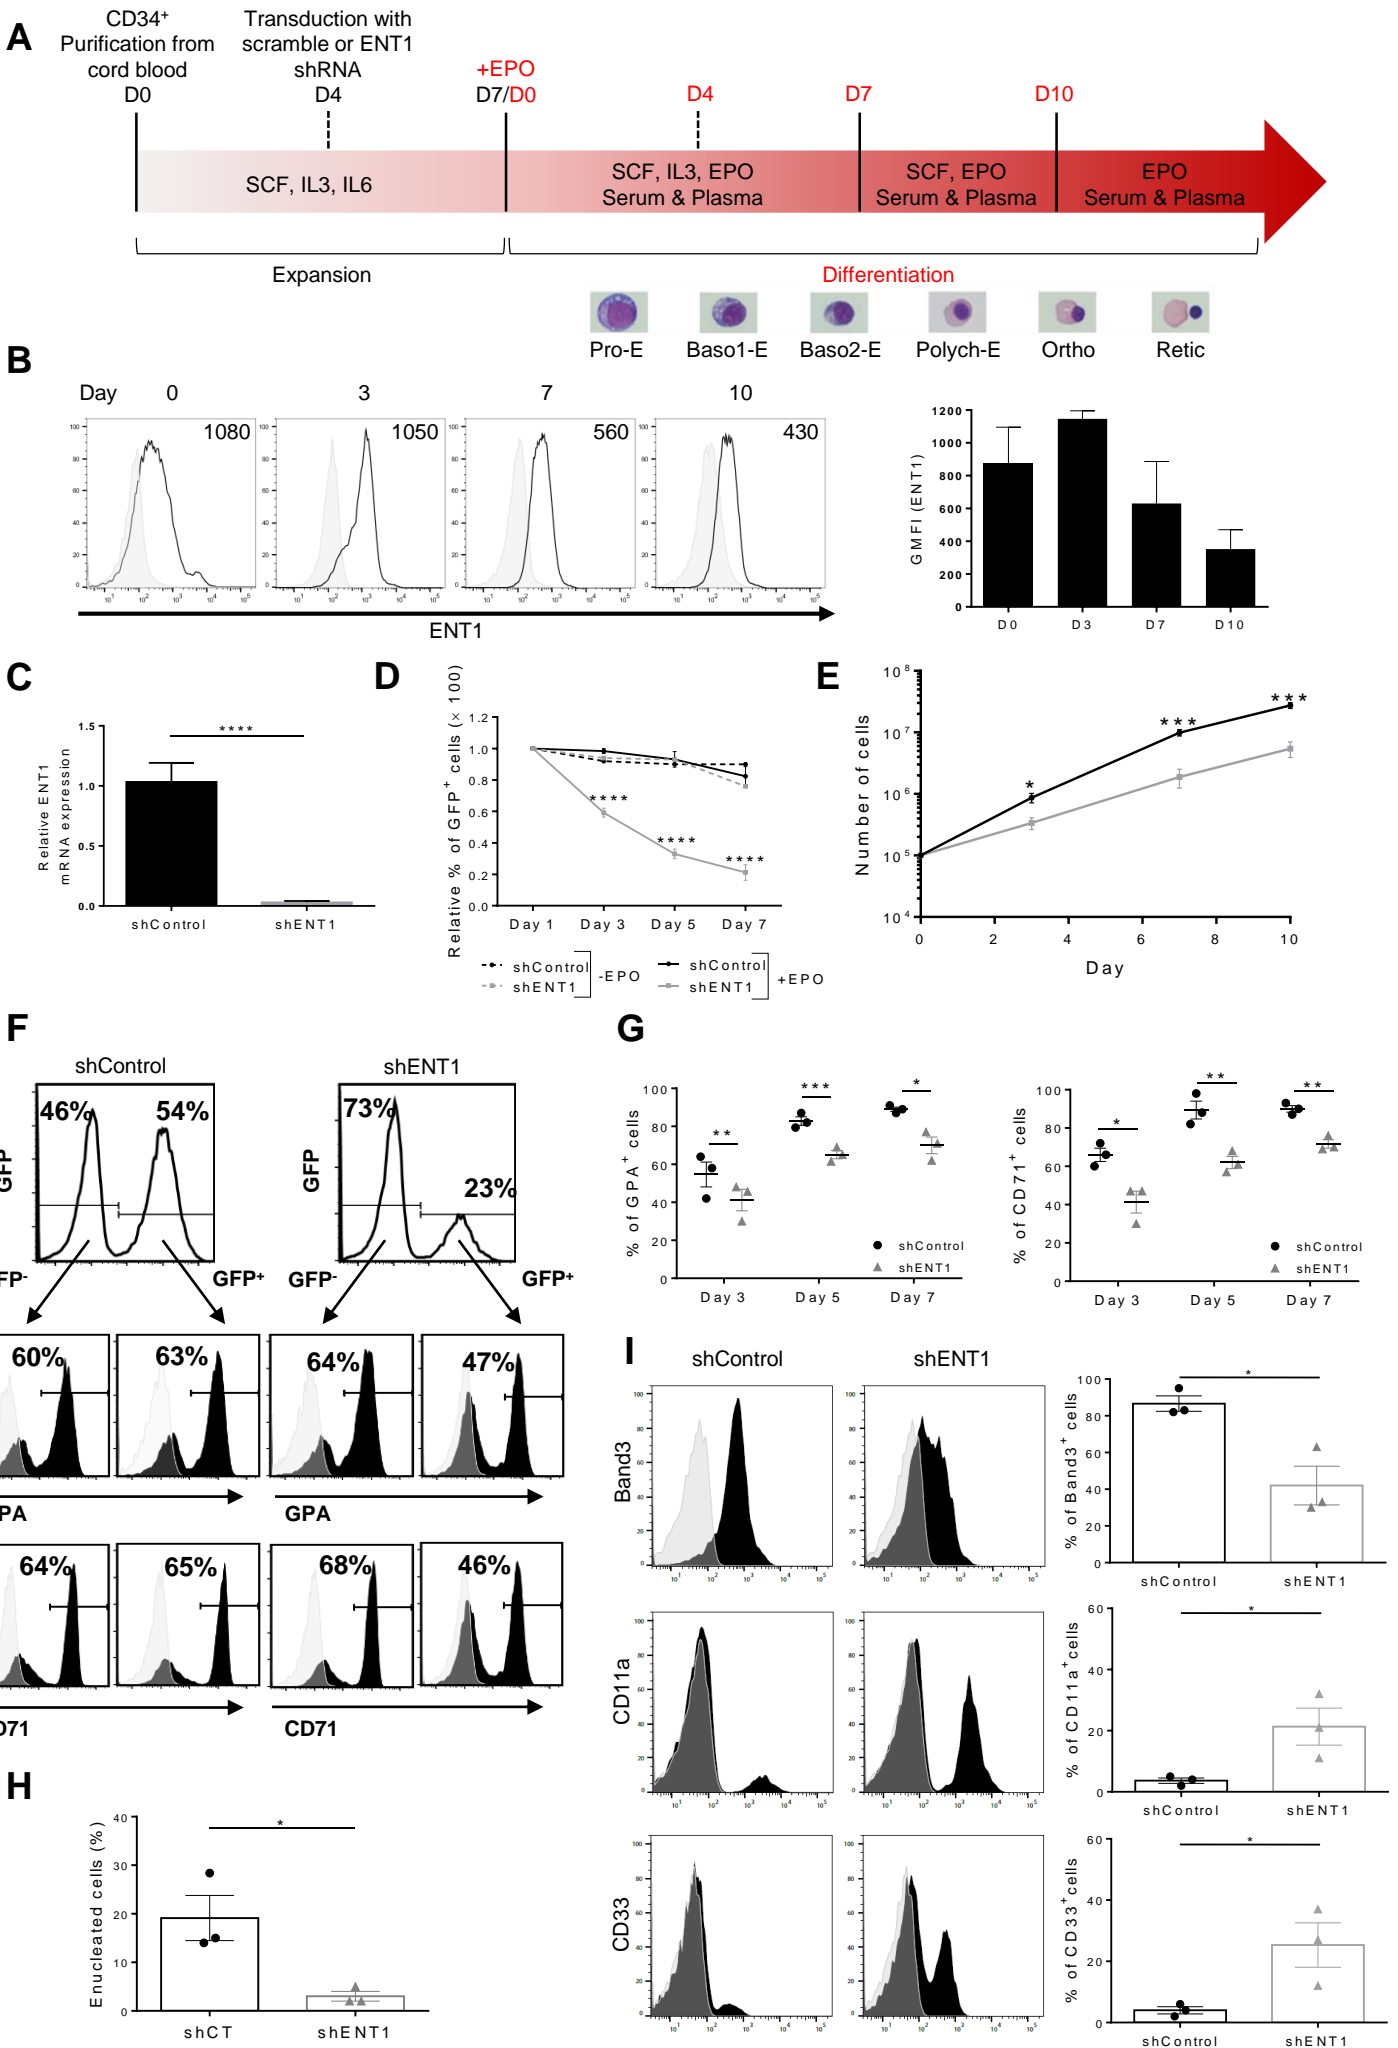 A
CD34+
Purification from
cord blood
D0
Transduction with
scramble or ENT1
shRNA
D4
+EPO
D7/D0
D4
D7
D10
SCF, IL3, IL6
SCF, IL3, EPO
Serum & Plasma
SCF, EPO
Serum & Plasma
EPO
Serum & Plasma
Expansion
Differentiation
Pro-E
Baso1-E
Baso2-E
Polych-E
Ortho
Retic
B
Day 0 3 7 10
1080
1050
560
430
ENT1
GMFI (ENT1)
1200
1000
800
600
400
200
0
D0 D3 D7 D10
C
Relative ENT1
mRNA expression
1.5
1.0
0.5
0.0
****
shControl shENT1
D
Relative % of GFP+ cells (× 100)
1.2
1.0
0.8
0.6
0.4
0.2
0.0
****
****
****
Day 1 Day 3 Day 5 Day 7
shControl
shENT1
-EPO
shControl
shENT1
+EPO
E
Number of cells
10^8
10^7
10^6
10^5
10^4
*
***
***
0 2 4 6 8 10
Day
F
shControl
shENT1
46%
54%
73%
23%
GFP
GFP
FP-
GFP+
GFP-
GFP+
60%
63%
64%
47%
PA
GPA
64%
65%
68%
46%
D71
CD71
G
% of GPA+ cells
100
80
60
40
20
0
**
***
*
shControl
shENT1
Day 3 Day 5 Day 7
% of CD71+ cells
100
80
60
40
20
0
*
**
**
shControl
shENT1
Day 3 Day 5 Day 7
H
Enucleated cells (%)
40
30
20
10
0
*
shCT shENT1
I
shControl
shENT1
Band3
% of Band3+ cells
100
80
60
40
20
0
*
shControl shENT1
CD11a
% of CD11a+cells
60
40
20
0
*
shControl shENT1
CD33
% of CD33+cells
60
40
20
0
*
shControl shENT1